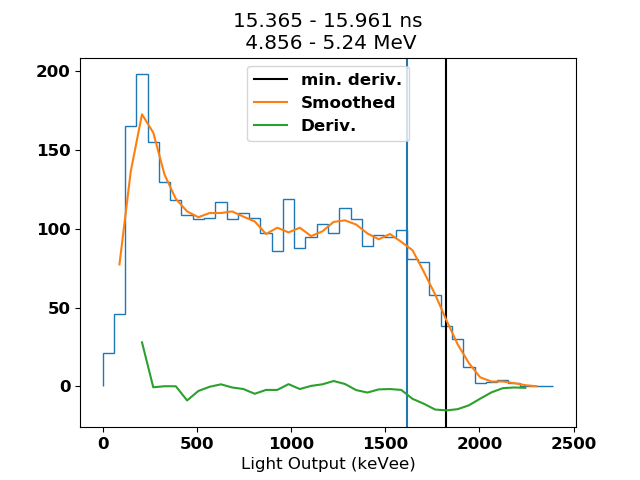 15.365 - 15.961 ns
4.856 - 5.24 MeV
min. deriv.
Smoothed
Deriv.
200
150
100
50
0
0 500 1000 1500 2000 2500
Light Output (keVee)